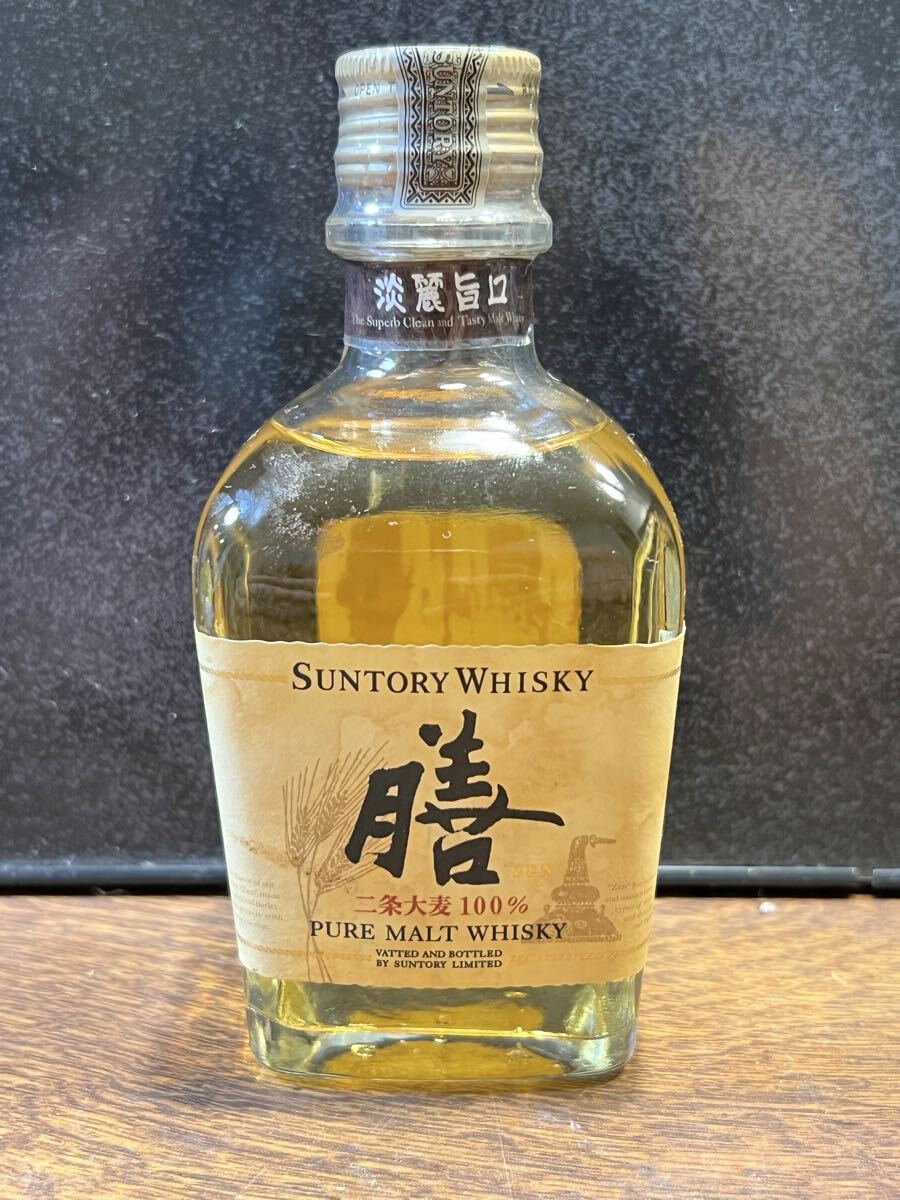 OPEN
SUNTORY
淡麗旨口
The Superb Clean and Tasty Malt Whisky
SUNTORY WHISKY
膳
"ZEN
二条大麦 100%
PURE MALT WHISKY
VATTED AND BOTTLED
BY SUNTORY LIMITED